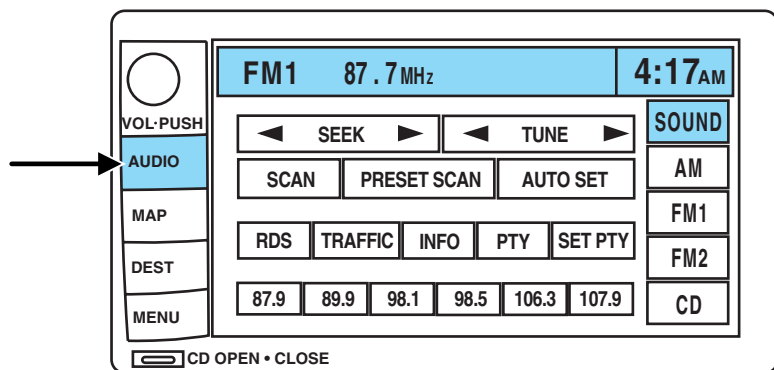 FM1 87.7MHz 4:17AM
VOL·PUSH
AUDIO
MAP
DEST
MENU
SEEK TUNE
SCAN PRESET SCAN AUTO SET
RDS TRAFFIC INFO PTY SET PTY
87.9 89.9 98.1 98.5 106.3 107.9
SOUND
AM
FM1
FM2
CD
CD OPEN • CLOSE